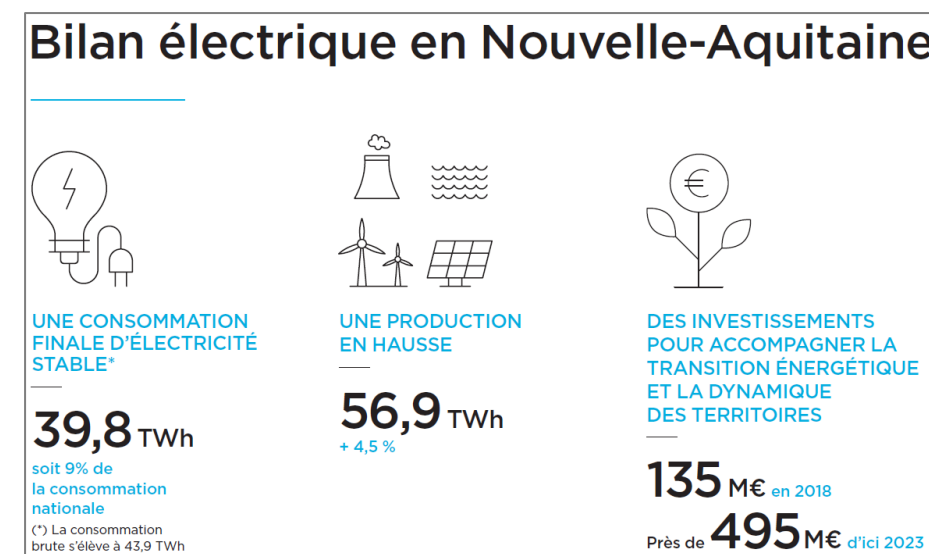 Bilan électrique en Nouvelle-Aquitaine
UNE CONSOMMATION
FINALE D'ÉLECTRICITÉ
STABLE*
39,8 TWh
soit 9% de
la consommation
nationale
(*) La consommation
brute s'élève à 43,9 TWh
UNE PRODUCTION
EN HAUSSE
56,9 TWh
+ 4,5 %
€
DES INVESTISSEMENTS
POUR ACCOMPAGNER LA
TRANSITION ÉNERGÉTIQUE
ET LA DYNAMIQUE
DES TERRITOIRES
135 M€ en 2018
Près de 495 M€ d'ici 2023